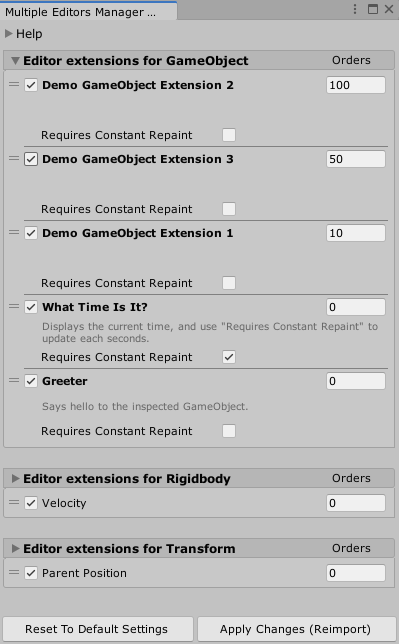 Multiple Editors Manager ...
Help
Editor extensions for GameObject Orders
Demo GameObject Extension 2 100
Requires Constant Repaint
Demo GameObject Extension 3 50
Requires Constant Repaint
Demo GameObject Extension 1 10
Requires Constant Repaint
What Time Is It? 0
Displays the current time, and use "Requires Constant Repaint" to
update each seconds.
Requires Constant Repaint
Greeter 0
Says hello to the inspected GameObject.
Requires Constant Repaint
Editor extensions for Rigidbody Orders
Velocity 0
Editor extensions for Transform Orders
Parent Position 0
Reset To Default Settings Apply Changes (Reimport)